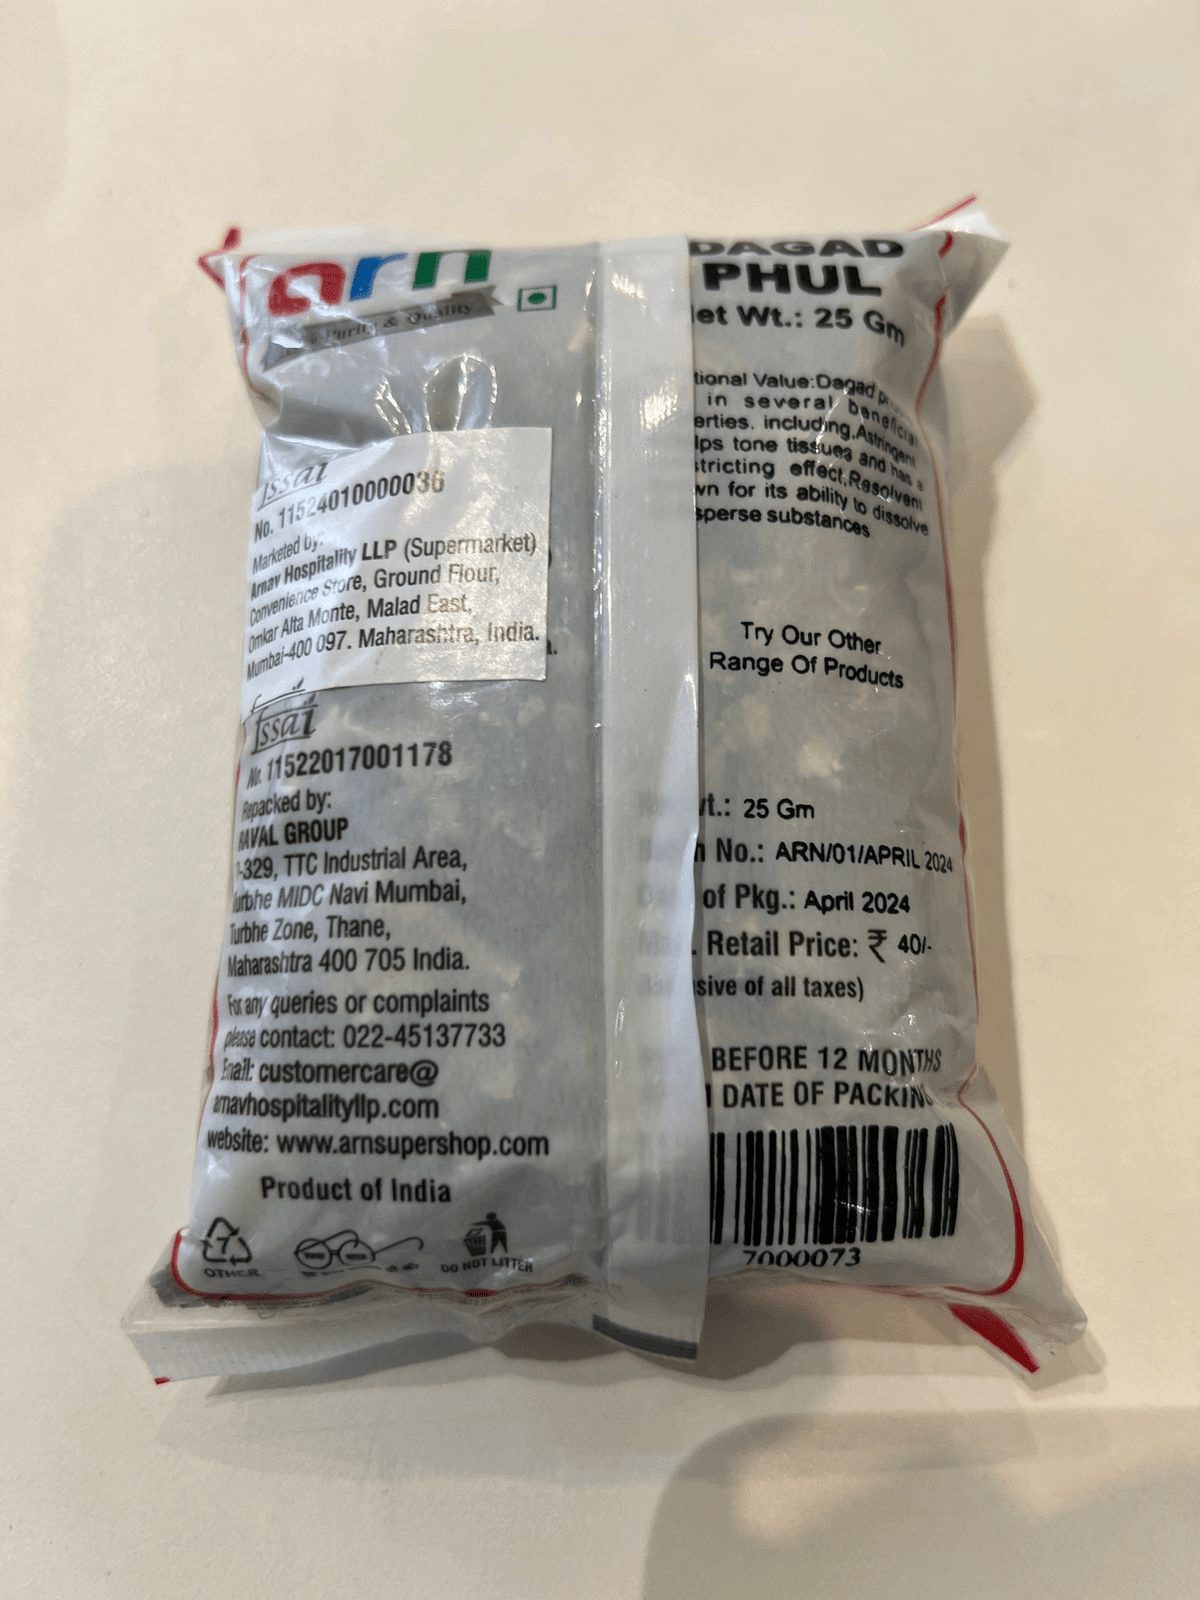 arn
Purity & Quality
fssai
No. 11524010000036
Marketed by:
Arnav Hospitality LLP (Supermarket)
Convenience Store, Ground Flour,
Omkar Alta Monte, Malad East,
Mumbai-400 097. Maharashtra, India.
a.
fssai
No. 11522017001178
Repacked by:
RAVAL GROUP
-329, TTC Industrial Area,
Turbhe MIDC Navi Mumbai,
Turbhe Zone, Thane,
Maharashtra 400 705 India.
For any queries or complaints
please contact: 022-45137733
Email: customercare@
arnavhospitalityllp.com
website: www.arnsupershop.com
Product of India
7
OTHER
DO NOT LITTER
DAGAD
PHUL
et Wt.: 25 Gm
tional Value:Dagad
in several beneficial
erties. including,Astringent
lps tone tissues and has a
tricting effect,Resolvent
wn for its ability to dissolve
sperse substances
Try Our Other
Range Of Products
Wt.: 25 Gm
No.: ARN/01/APRIL 2024
of Pkg.: April 2024
Retail Price: ₹ 40/-
sive of all taxes)
BEFORE 12 MONTHS
DATE OF PACKIN
7000073